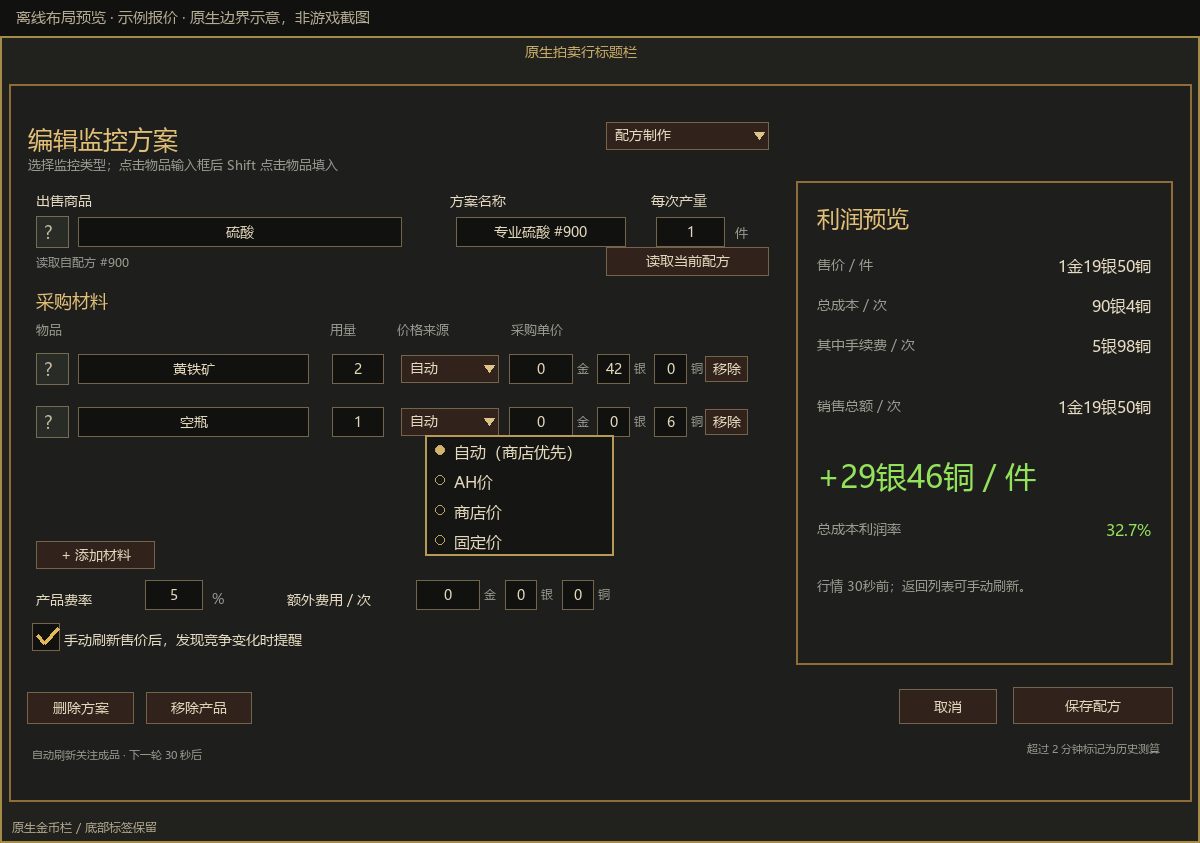 离线布局预览 · 示例报价 · 原生边界示意，非游戏截图
原生拍卖行标题栏
编辑监控方案
配方制作
选择监控类型；点击物品输入框后 Shift 点击物品填入
出售商品 方案名称 每次产量
? 硫酸 专业硫酸 #900 1 件
读取自配方 #900 读取当前配方
采购材料
物品 用量 价格来源 采购单价
? 黄铁矿 2 自动 0 金 42 银 0 铜 移除
? 空瓶 1 自动 0 金 0 银 6 铜 移除
自动（商店优先）
AH价
商店价
固定价
+ 添加材料
产品费率 5 % 额外费用 / 次 0 金 0 银 0 铜
手动刷新售价后，发现竞争变化时提醒
利润预览
售价 / 件 1金19银50铜
总成本 / 次 90银4铜
其中手续费 / 次 5银98铜
销售总额 / 次 1金19银50铜
+29银46铜 / 件
总成本利润率 32.7%
行情 30秒前；返回列表可手动刷新。
删除方案 移除产品 取消 保存配方
自动刷新关注成品 · 下一轮 30 秒后
超过 2 分钟标记为历史测算
原生金币栏 / 底部标签保留